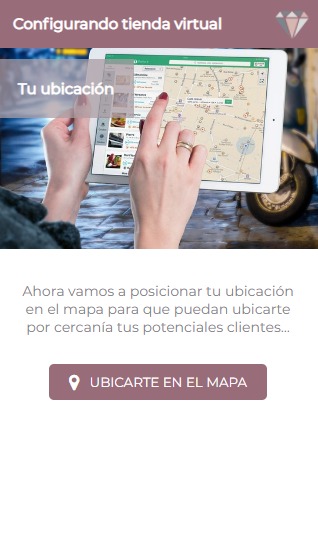 Configurando tienda virtual
Tu ubicación
Ahora vamos a posicionar tu ubicación
en el mapa para que puedan ubicarte
por cercanía tus potenciales clientes...
UBICARTE EN EL MAPA